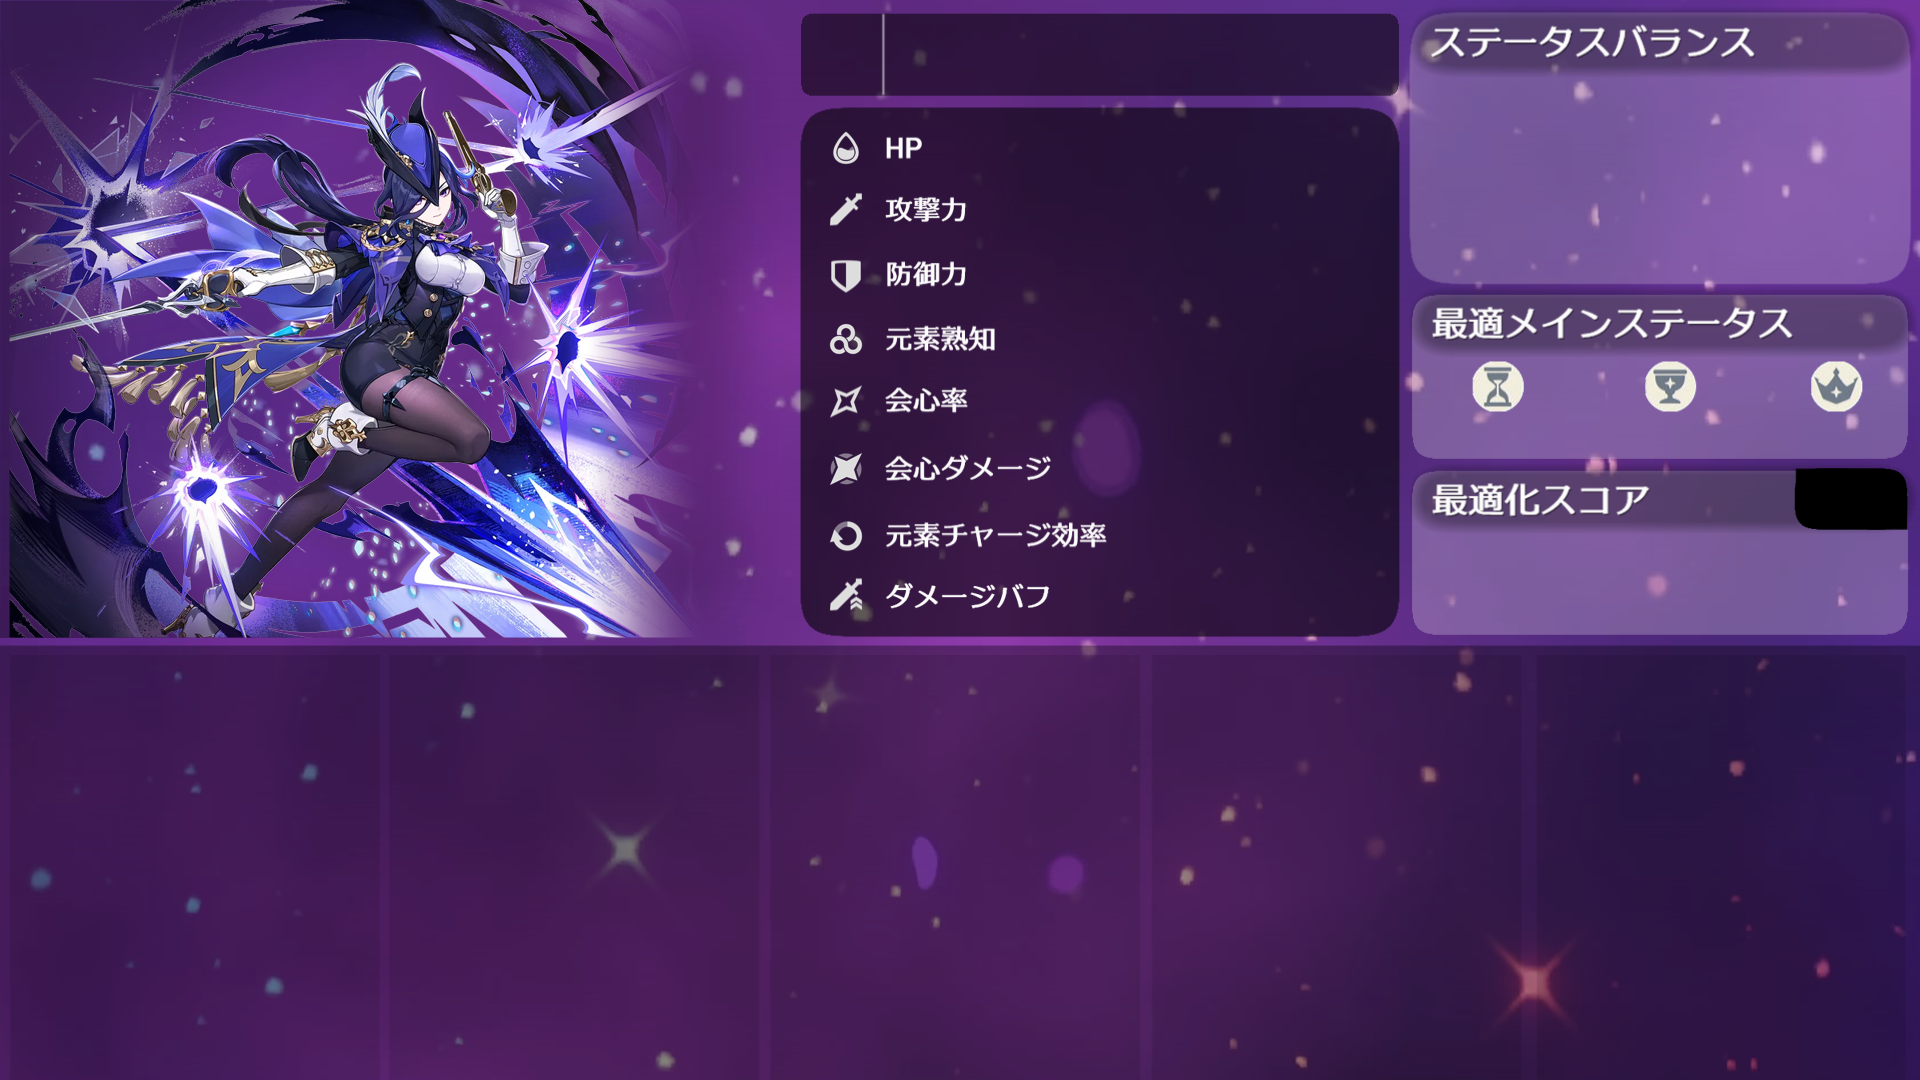 HP
攻撃力
防御力
元素熟知
会心率
会心ダメージ
元素チャージ効率
ダメージバフ
ステータスバランス
最適メインステータス
最適化スコア